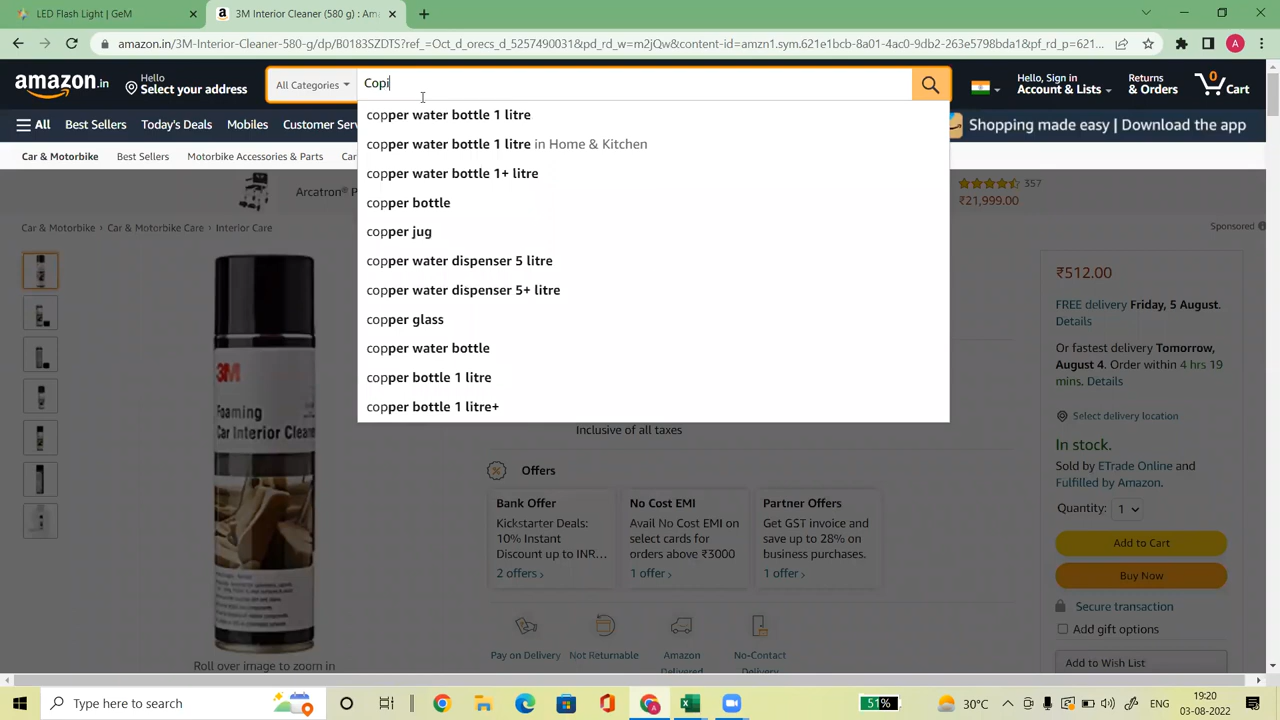 LED Flash Light | GeM
3M Interior Cleaner (580 g) : Am
amazon.in/3M-Interior-Cleaner-580-g/dp/B0183SZDTS?ref_=Oct_d_orecs_d_5257490031&pd_rd_w=m2jQw&content-id=amzn1.sym.621e1bcb-8a01-4ac0-9db2-263e5798bda1&pf_rd_p=621...
A
amazon.in
Hello
Select your address
All Categories
Copi
Hello, Sign in
Account & Lists
Returns
& Orders
0
Cart
All
Best Sellers
Today's Deals
Mobiles
Customer Service
Shopping made easy | Download the app
Car & Motorbike
Best Sellers
Motorbike Accessories & Parts
Ca
copper water bottle 1 litre
copper water bottle 1 litre in Home & Kitchen
copper water bottle 1+ litre
copper bottle
copper jug
copper water dispenser 5 litre
copper water dispenser 5+ litre
copper glass
copper water bottle
copper bottle 1 litre
copper bottle 1 litre+
Arcatron® P
357
₹21,999.00
Car & Motorbike › Car & Motorbike Care › Interior Care
Sponsored
3M
Foaming
Car Interior Cleaner
Roll over image to zoom in
Inclusive of all taxes
Offers
Bank Offer
Kickstarter Deals:
10% Instant
Discount up to INR...
2 offers ›
No Cost EMI
Avail No Cost EMI on
select cards for
orders above ₹3000
1 offer ›
Partner Offers
Get GST invoice and
save up to 28% on
business purchases.
1 offer ›
Pay on Delivery
Not Returnable
Amazon
Delivered
No-Contact
Delivery
₹512.00
FREE delivery Friday, 5 August.
Details
Or fastest delivery Tomorrow,
August 4. Order within 4 hrs 19
mins. Details
Select delivery location
In stock.
Sold by ETrade Online and
Fulfilled by Amazon.
Quantity: 1
Add to Cart
Buy Now
Secure transaction
Add gift options
Add to Wish List
Type here to search
51%
30°C
ENG
19:20
03-08-2022